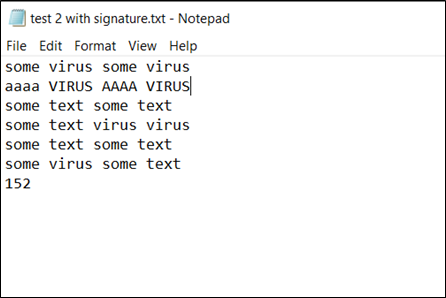 test 2 with signature.txt - Notepad
File Edit Format View Help
some virus some virus
aaaa VIRUS AAAA VIRUS
some text some text
some text virus virus
some text some text
some virus some text
152